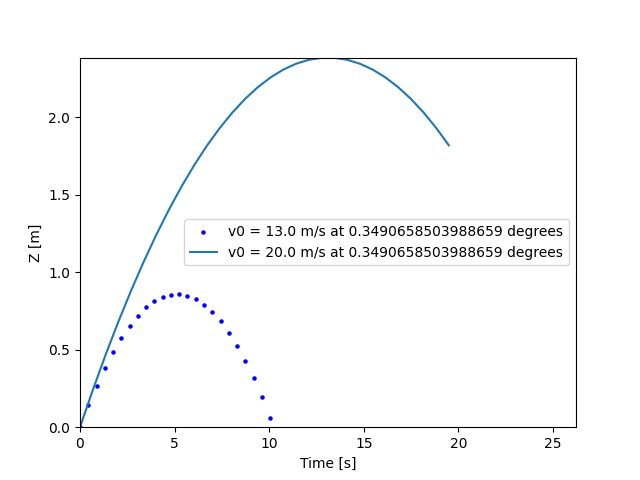 2.0
1.5
1.0
0.5
0.0
Z [m]
v0 = 13.0 m/s at 0.3490658503988659 degrees
v0 = 20.0 m/s at 0.3490658503988659 degrees
0 5 10 15 20 25
Time [s]